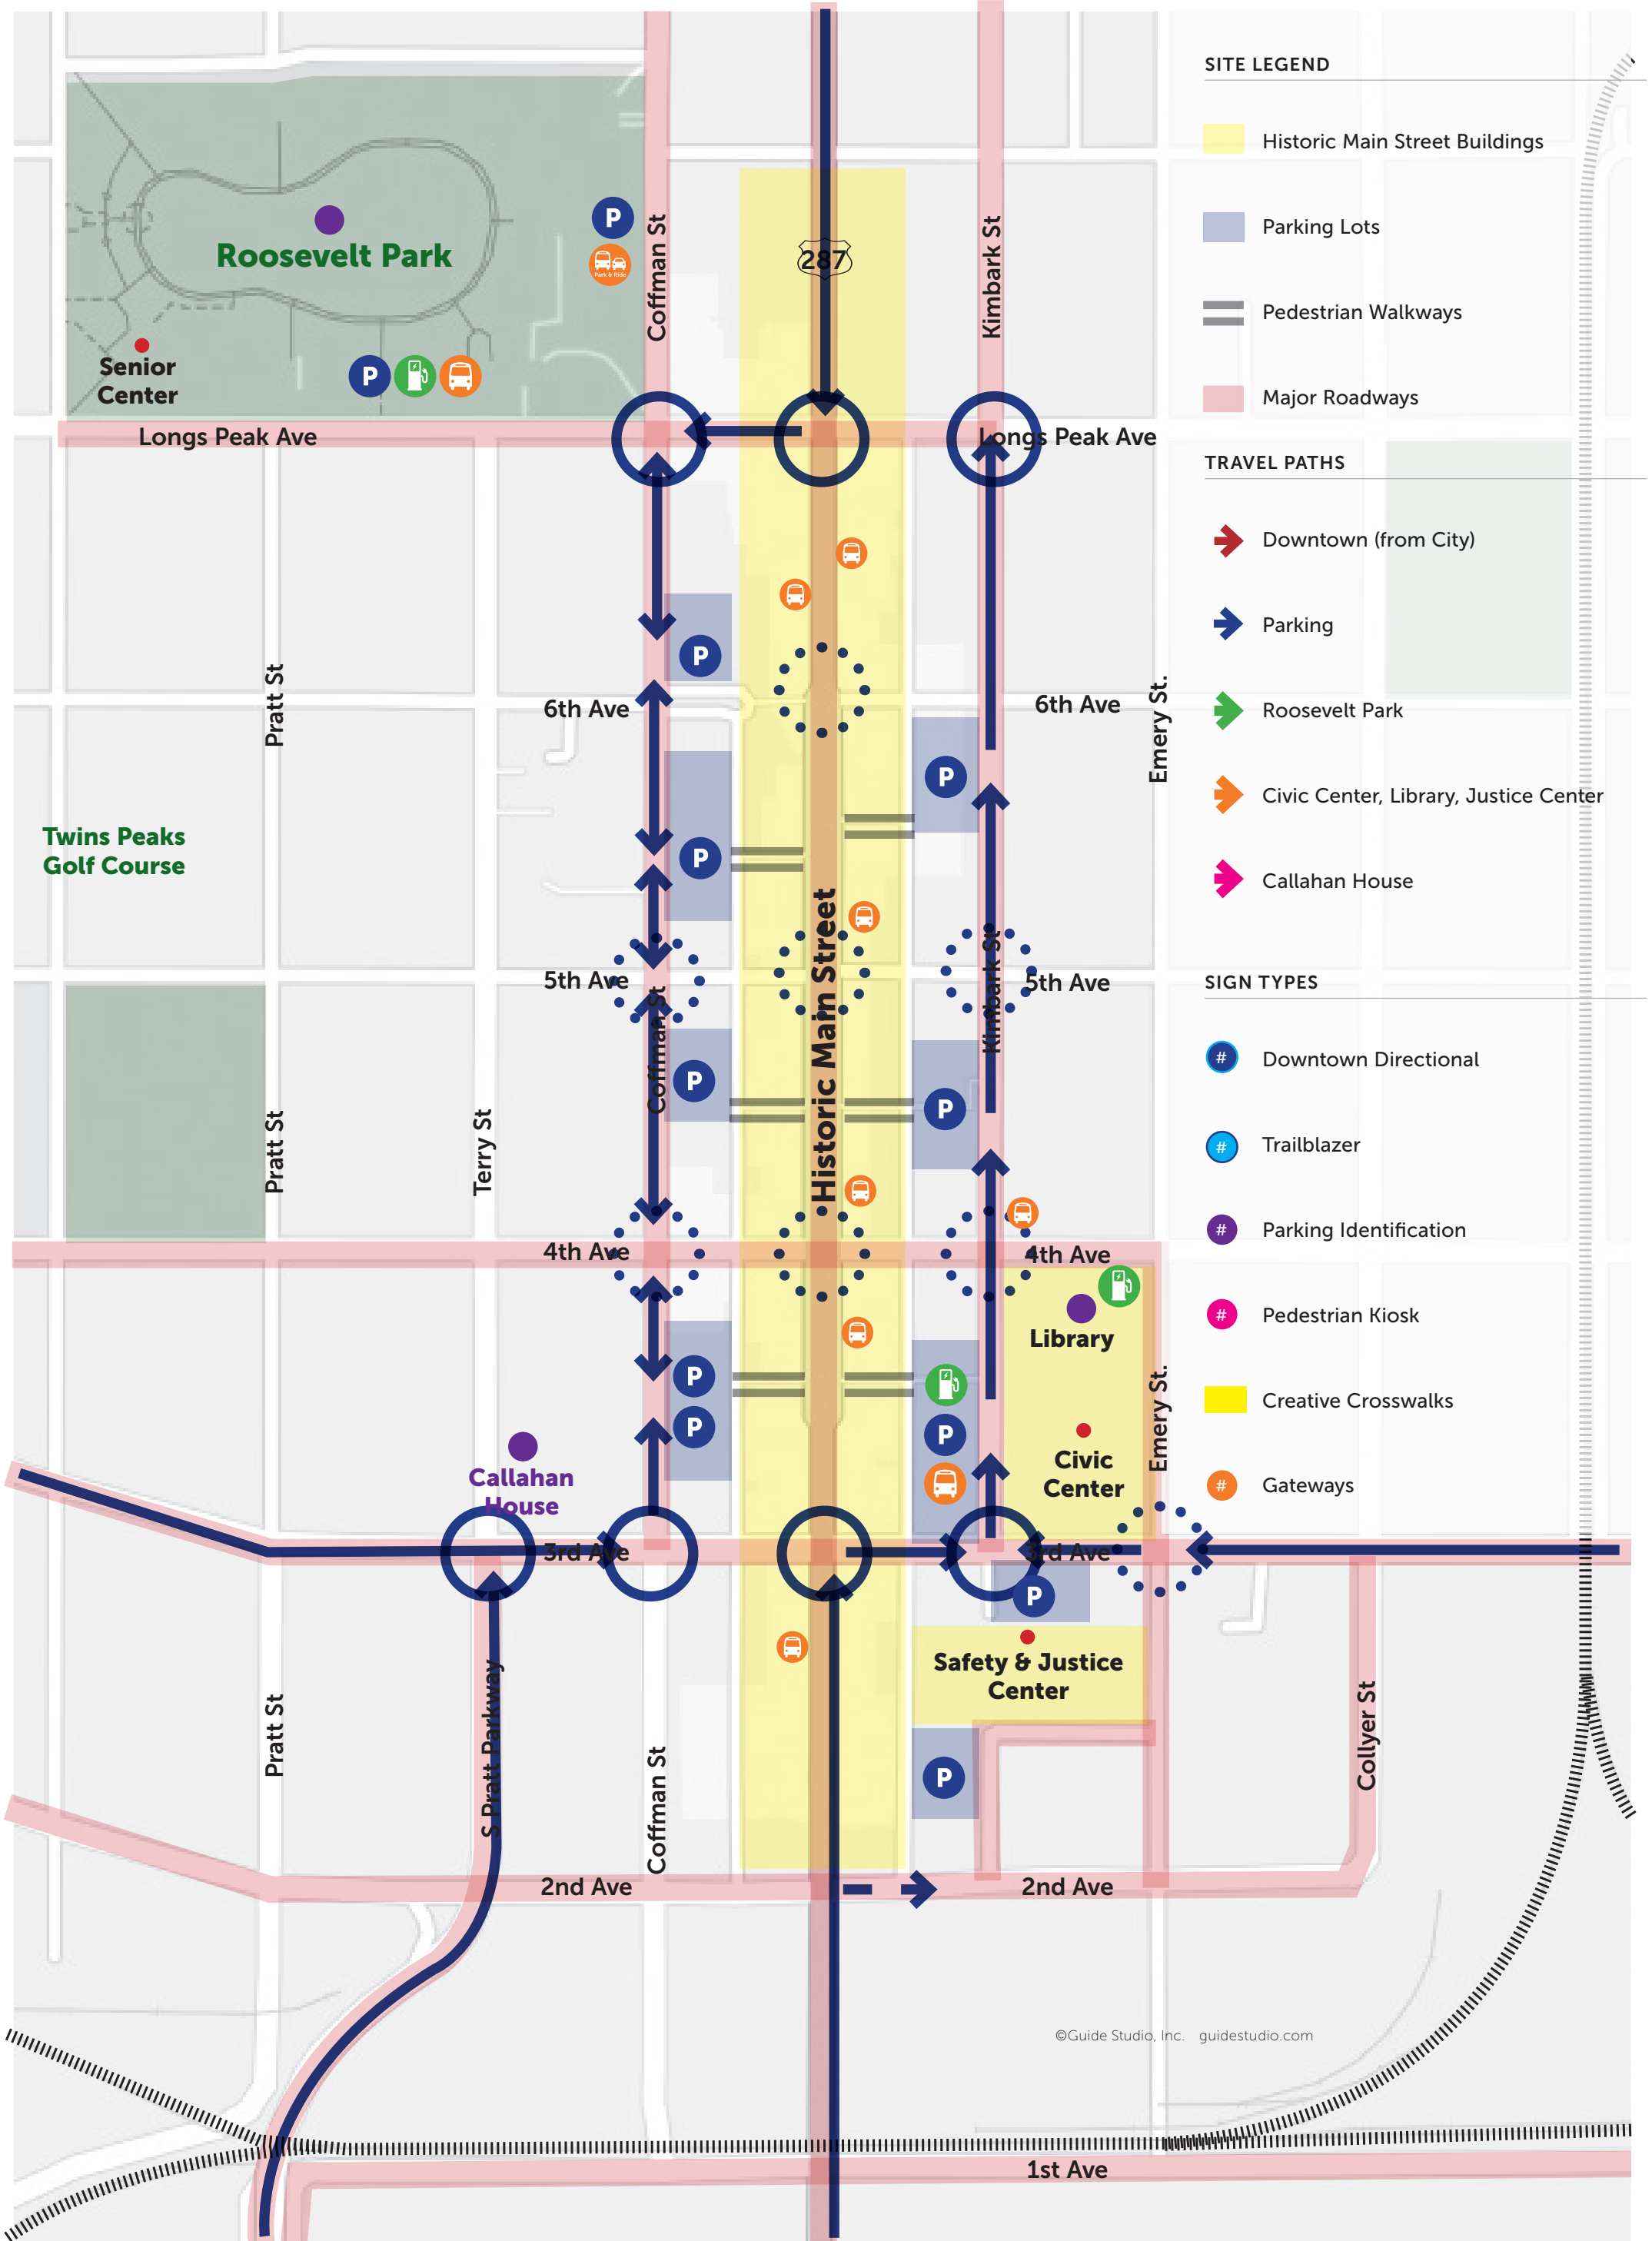 SITE LEGEND
Historic Main Street Buildings
Parking Lots
Pedestrian Walkways
Major Roadways
TRAVEL PATHS
Downtown (from City)
Parking
Roosevelt Park
Civic Center, Library, Justice Center
Callahan House
SIGN TYPES
# Downtown Directional
# Trailblazer
# Parking Identification
# Pedestrian Kiosk
Creative Crosswalks
# Gateways
Roosevelt Park
P
Park & Ride
Coffman St
287
Kimbark St
Senior
Center
P
Longs Peak Ave
Longs Peak Ave
P
Pratt St
6th Ave
6th Ave
Emery St.
P
Twins Peaks
Golf Course
P
Historic Main Street
5th Ave
Kimbark St
5th Ave
Coffman St
P
P
Pratt St
Terry St
4th Ave
4th Ave
Library
P
P
P
Emery St.
Civic
Center
Callahan
House
3rd Ave
3rd Ave
P
Safety & Justice
Center
Pratt St
S Pratt Parkway
Coffman St
P
Collyer St
2nd Ave
2nd Ave
©Guide Studio, Inc. guidestudio.com
1st Ave